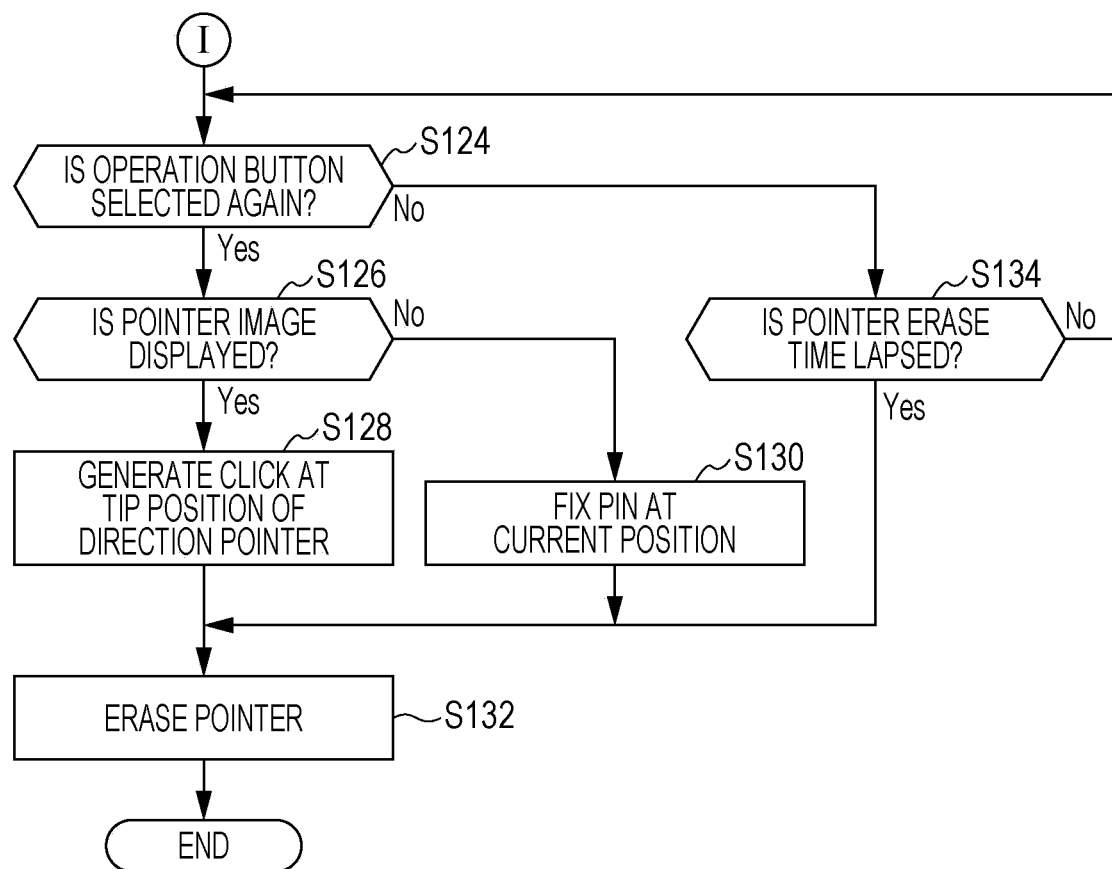 I
S124
IS OPERATION BUTTON
SELECTED AGAIN?
No
Yes
S126
IS POINTER IMAGE
DISPLAYED?
No
Yes
S134
IS POINTER ERASE
TIME LAPSED?
No
Yes
S128
GENERATE CLICK AT
TIP POSITION OF
DIRECTION POINTER
S130
FIX PIN AT
CURRENT POSITION
ERASE POINTER
S132
END